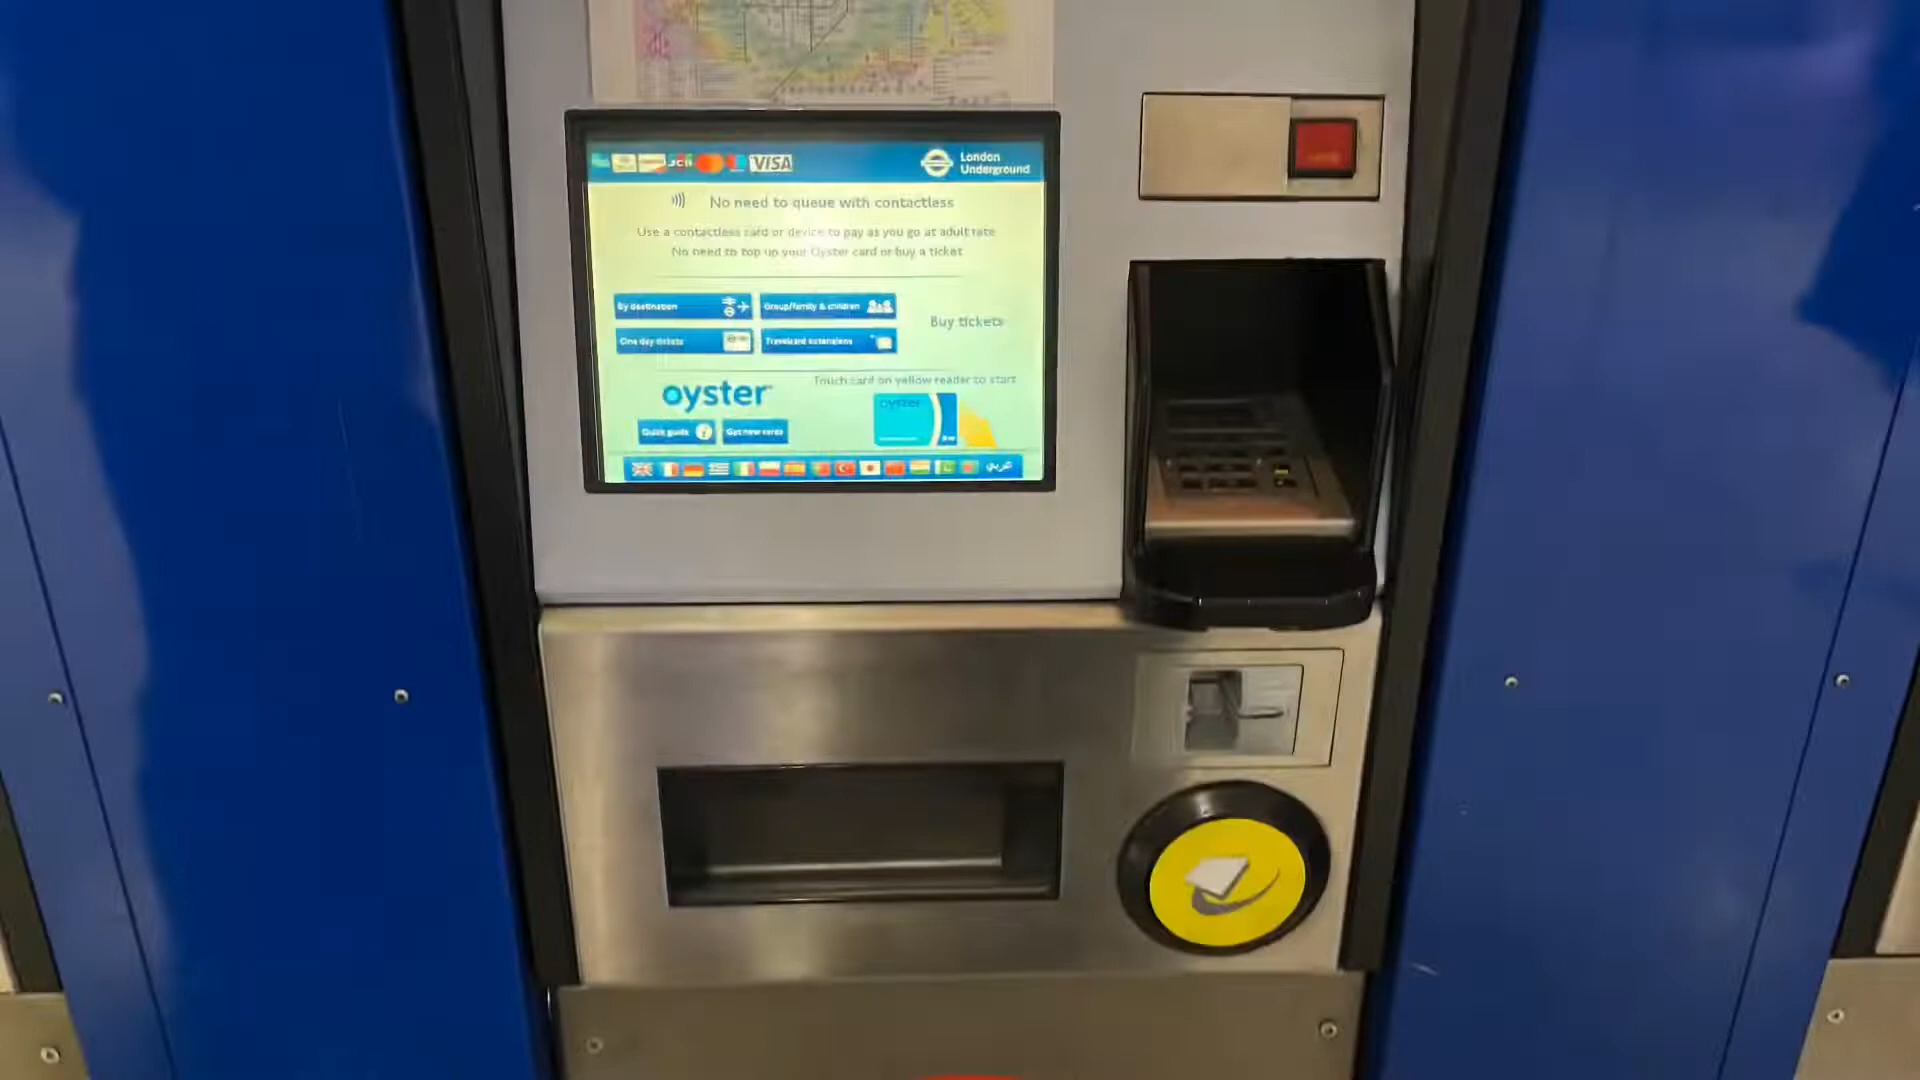 JCB
VISA
London
Underground
No need to queue with contactless
Use a contactless card or device to pay as you go at adult rate
No need to top up your Oyster card or buy a ticket
By destination
Group/family & children
One day tickets
Travelcard extensions
Buy tickets
Touch card on yellow reader to start
oyster
oyster
Quick guide
Get new cards
عربي